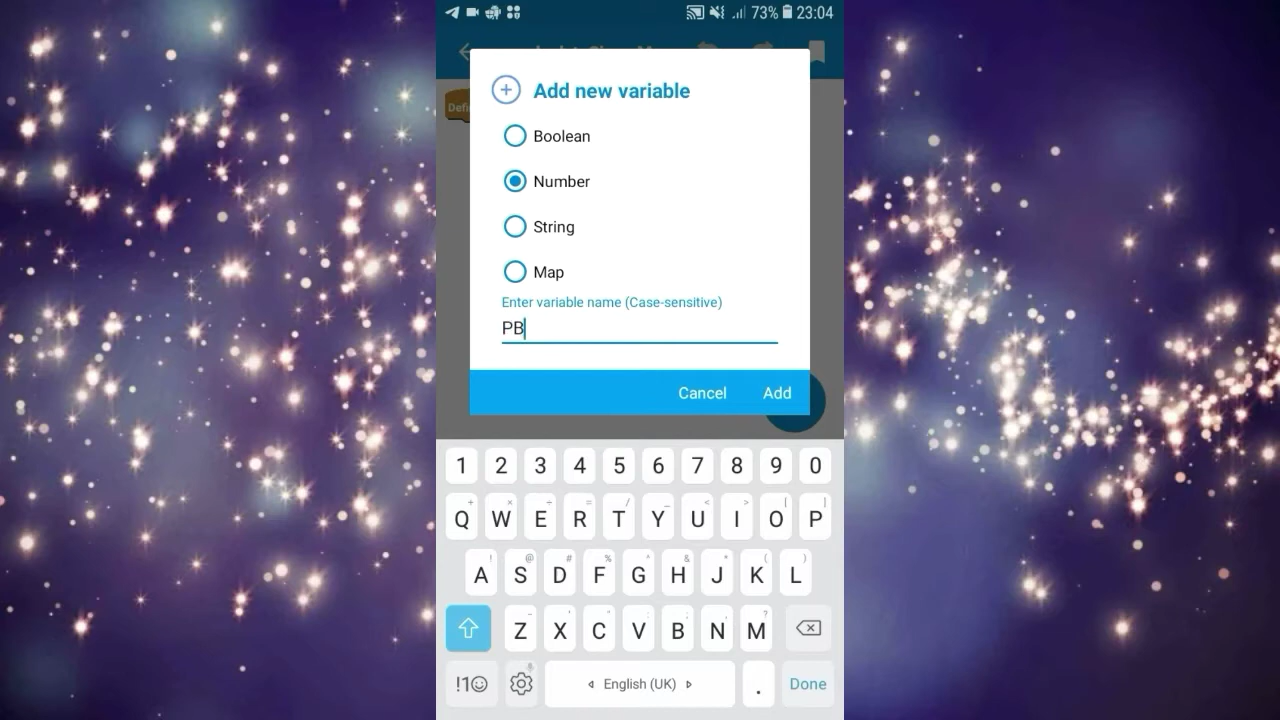 73% 23:04
Add new variable
Boolean
Number
String
Map
Enter variable name (Case-sensitive)
PB
Cancel Add
1 2 3 4 5 6 7 8 9 0
Q W E R T Y U I O P
A S D F G H J K L
Z X C V B N M
!1☺ English (UK) . Done